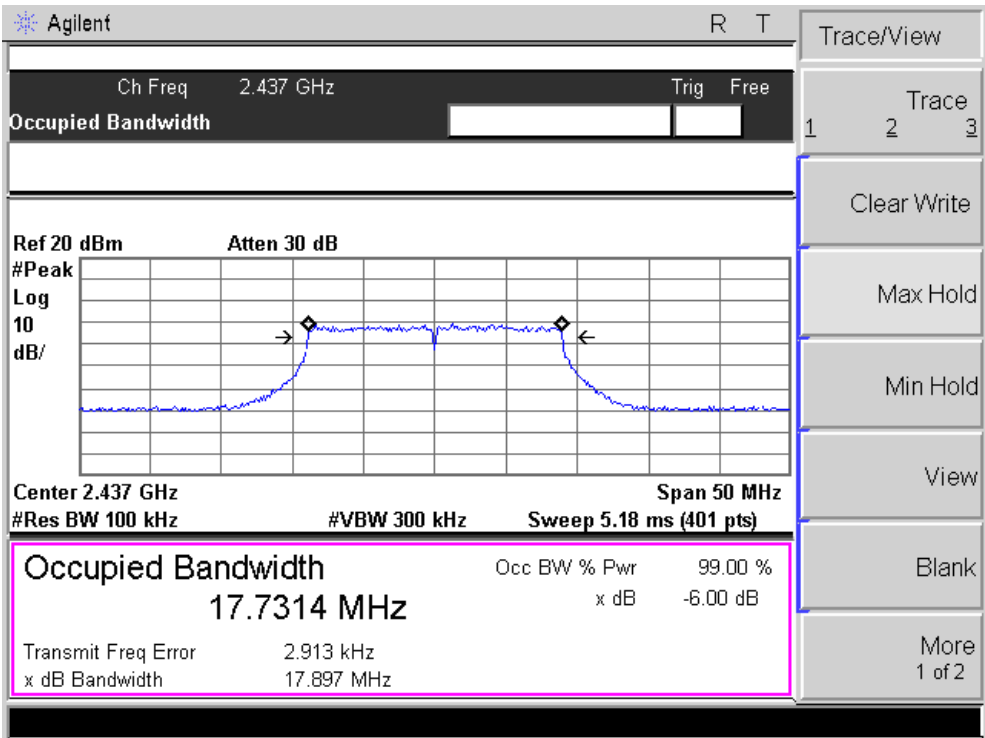 Agilent R T
Trace/View
Ch Freq 2.437 GHz Trig Free
Occupied Bandwidth
Trace
1 2 3
Clear Write
Ref 20 dBm Atten 30 dB
#Peak
Log
10
dB/
Max Hold
Min Hold
View
Center 2.437 GHz Span 50 MHz
#Res BW 100 kHz #VBW 300 kHz Sweep 5.18 ms (401 pts)
Occupied Bandwidth Occ BW % Pwr 99.00 %
17.7314 MHz x dB -6.00 dB
Blank
Transmit Freq Error 2.913 kHz
x dB Bandwidth 17.897 MHz
More
1 of 2